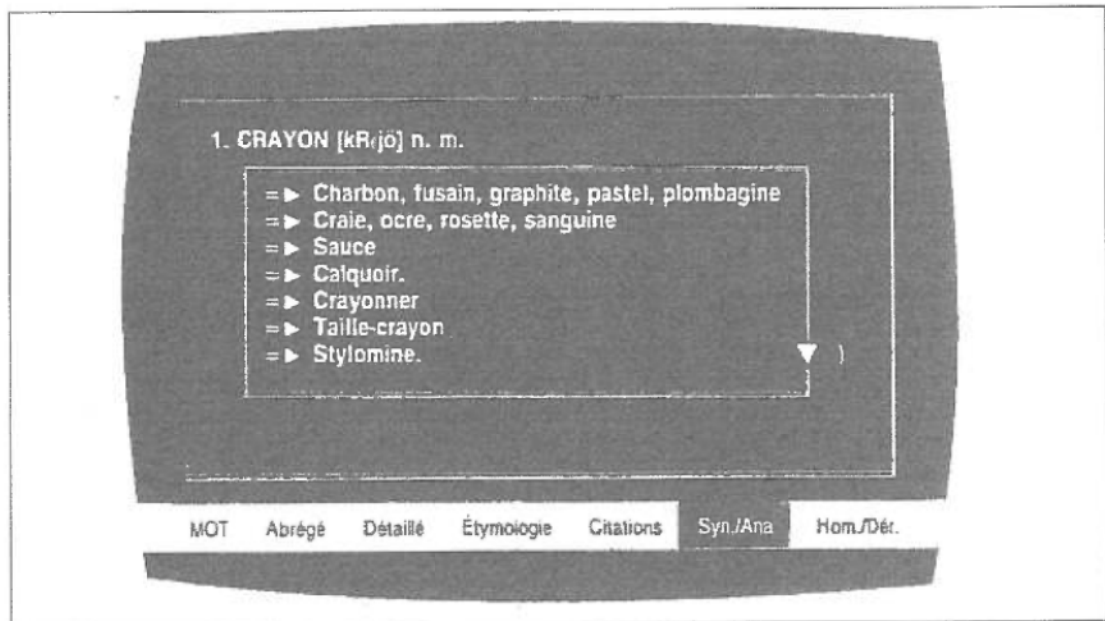 1. CRAYON [kRɛjɔ̃] n. m.
=► Charbon, fusain, graphite, pastel, plombagine
=► Craie, ocre, rosette, sanguine
=► Sauce
=► Calquoir.
=► Crayonner
=► Taille-crayon
=► Stylomine.
MOT Abrégé Détaillé Étymologie Citations Syn./Ana Hom./Dér.